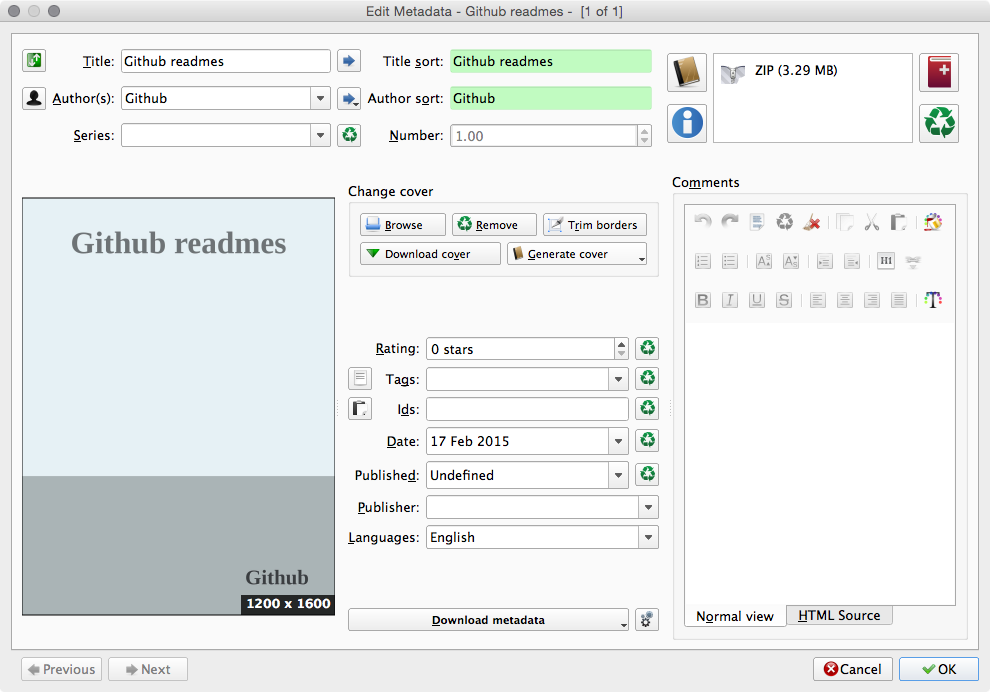 Edit Metadata - Github readmes - [1 of 1]
Title: Github readmes Title sort: Github readmes
ZIP (3.29 MB)
Author(s): Github Author sort: Github
Series: Number: 1.00
Github readmes
Github
1200 x 1600
Change cover
Browse Remove Trim borders
Download cover Generate cover
Rating: 0 stars
Tags:
Ids:
Date: 17 Feb 2015
Published: Undefined
Publisher:
Languages: English
Download metadata
Comments
H1
B I U S
T
Normal view HTML Source
Previous Next
Cancel OK